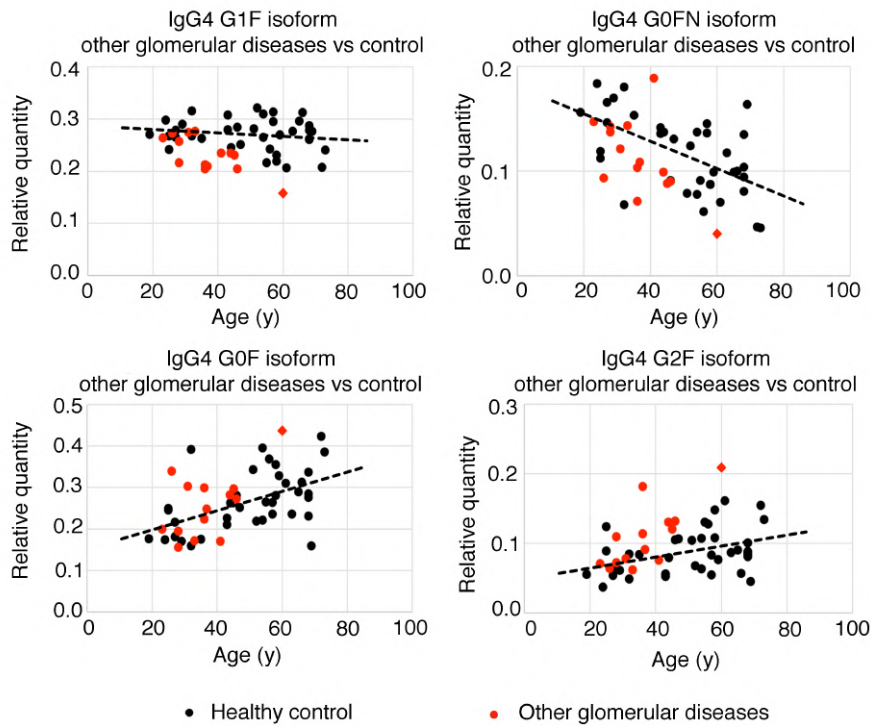 IgG4 G1F isoform
other glomerular diseases vs control
Relative quantity
0.4
0.3
0.2
0.1
0.0
0 20 40 60 80 100
Age (y)
IgG4 G0FN isoform
other glomerular diseases vs control
Relative quantity
0.2
0.1
0.0
0 20 40 60 80 100
Age (y)
IgG4 G0F isoform
other glomerular diseases vs control
Relative quantity
0.5
0.4
0.3
0.2
0.1
0.0
0 20 40 60 80 100
Age (y)
IgG4 G2F isoform
other glomerular diseases vs control
Relative quantity
0.3
0.2
0.1
0.0
0 20 40 60 80 100
Age (y)
Healthy control
Other glomerular diseases